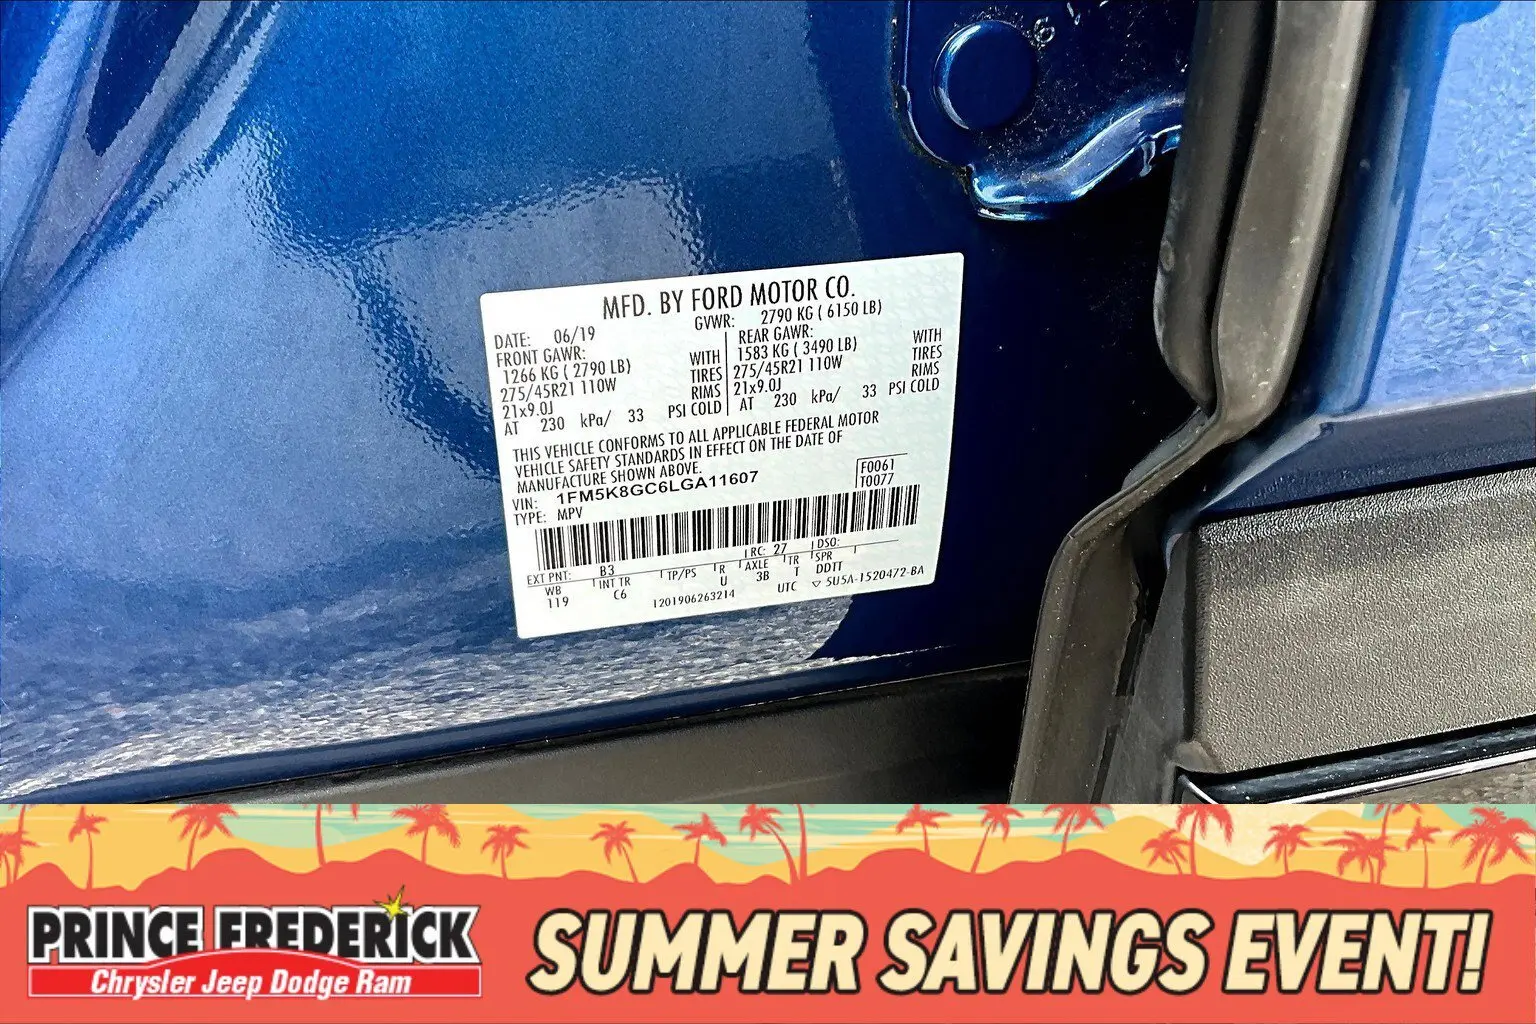 MFD. BY FORD MOTOR CO.
DATE: 06/19
GVWR: 2790 KG ( 6150 LB)
FRONT GAWR:
1266 KG ( 2790 LB) WITH
275/45R21 110W TIRES
21x9.0J RIMS
AT 230 kPa/ 33 PSI COLD
REAR GAWR:
1583 KG ( 3490 LB) WITH
275/45R21 110W TIRES
21x9.0J RIMS
AT 230 kPa/ 33 PSI COLD
THIS VEHICLE CONFORMS TO ALL APPLICABLE FEDERAL MOTOR
VEHICLE SAFETY STANDARDS IN EFFECT ON THE DATE OF
MANUFACTURE SHOWN ABOVE.
VIN: 1FM5K8GC6LGA11607
TYPE: MPV
F0061
T0077
EXT PNT: B3 RC: 27 DSO:
WB INT TR TP/PS R AXLE TR SPR
119 C6 U 3B T DDTT
1201906263214 UTC ▽ 5U5A-1520472-BA
PRINCE FREDERICK
Chrysler Jeep Dodge Ram
SUMMER SAVINGS EVENT!